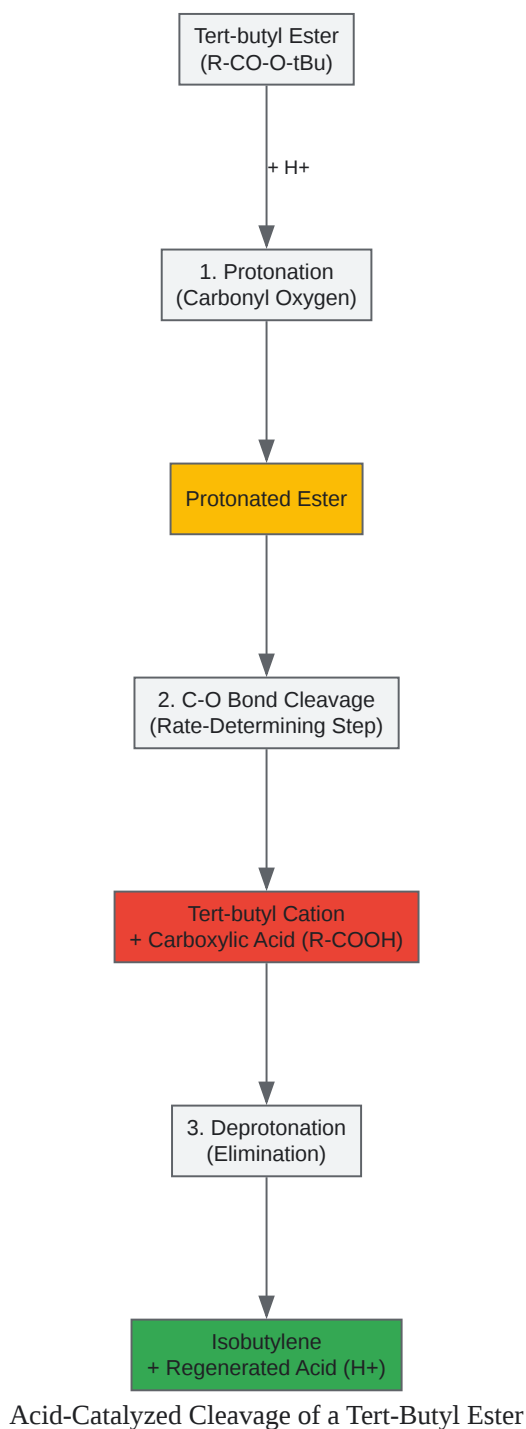 Tert-butyl Ester
(R-CO-O-tBu)
+ H+
1. Protonation
(Carbonyl Oxygen)
Protonated Ester
2. C-O Bond Cleavage
(Rate-Determining Step)
Tert-butyl Cation
+ Carboxylic Acid (R-COOH)
3. Deprotonation
(Elimination)
Isobutylene
+ Regenerated Acid (H+)
Acid-Catalyzed Cleavage of a Tert-Butyl Ester